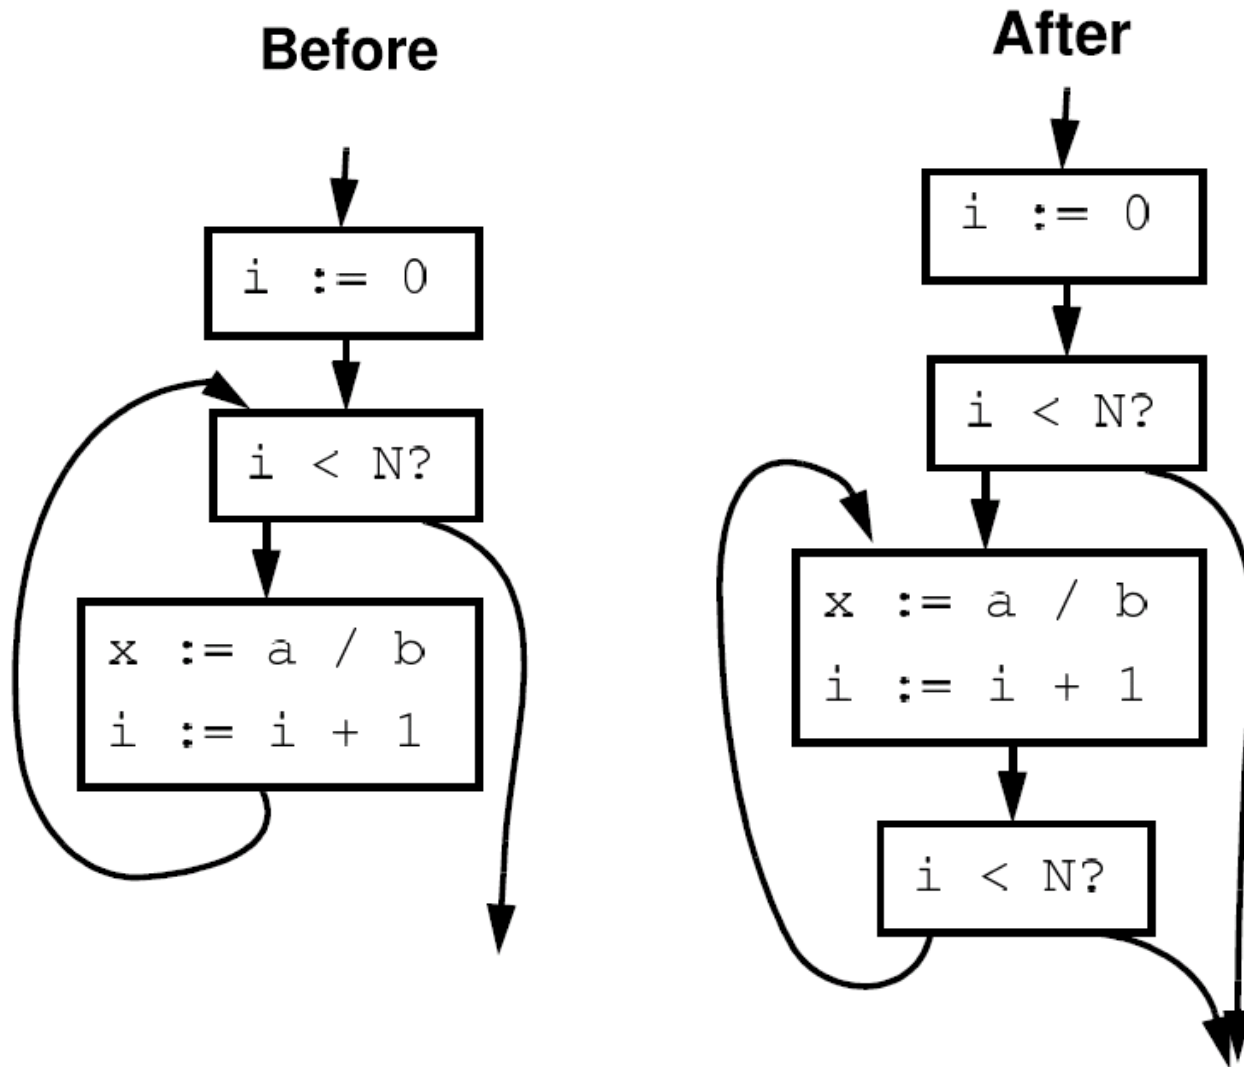 Before
i := 0
i < N?
x := a / b
i := i + 1
After
i := 0
i < N?
x := a / b
i := i + 1
i < N?